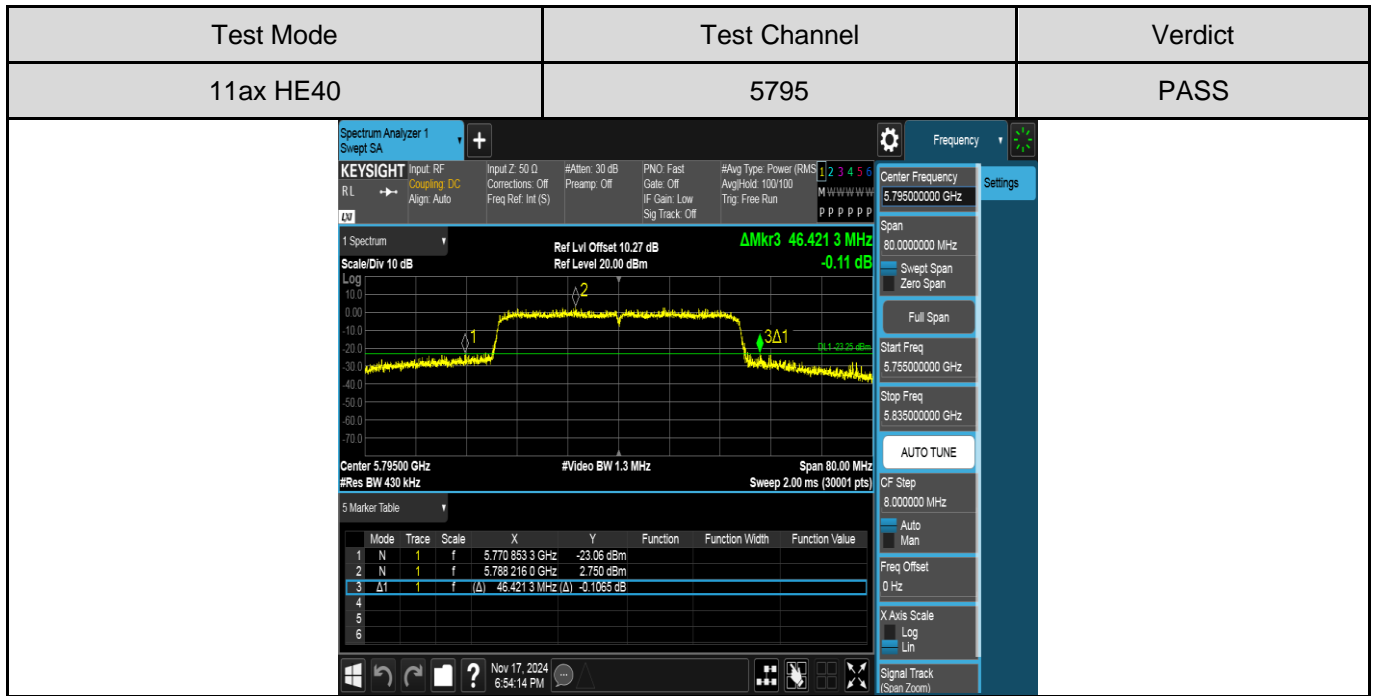 Test Mode Test Channel Verdict
11ax HE40 5795 PASS
Spectrum Analyzer 1
Swept SA
+
Frequency
KEYSIGHT Input: RF Input Z: 50 Ω #Atten: 30 dB PNO: Fast #Avg Type: Power (RMS 1 2 3 4 5 6
R L Coupling: DC Corrections: Off Preamp: Off Gate: Off Avg|Hold: 100/100 M W W W W W
Align: Auto Freq Ref: Int (S) IF Gain: Low Trig: Free Run
LXI Sig Track: Off P P P P P P
Center Frequency
5.795000000 GHz
Settings
1 Spectrum
Ref Lvl Offset 10.27 dB ΔMkr3 46.421 3 MHz
Scale/Div 10 dB Ref Level 20.00 dBm -0.11 dB
Log
10.0
0.00
-10.0
-20.0
-30.0
-40.0
-50.0
-60.0
-70.0
1
2
3Δ1
DL1 -23.25 dBm
Center 5.79500 GHz #Video BW 1.3 MHz Span 80.00 MHz
#Res BW 430 kHz Sweep 2.00 ms (30001 pts)
Span
80.0000000 MHz
Swept Span
Zero Span
Full Span
Start Freq
5.755000000 GHz
Stop Freq
5.835000000 GHz
AUTO TUNE
CF Step
8.000000 MHz
Auto
Man
Freq Offset
0 Hz
X Axis Scale
Log
Lin
Signal Track
(Span Zoom)
5 Marker Table
Mode Trace Scale X Y Function Function Width Function Value
1 N 1 f 5.770 853 3 GHz -23.06 dBm
2 N 1 f 5.788 216 0 GHz 2.750 dBm
3 Δ1 1 f (Δ) 46.421 3 MHz (Δ) -0.1065 dB
4
5
6
? Nov 17, 2024
6:54:14 PM